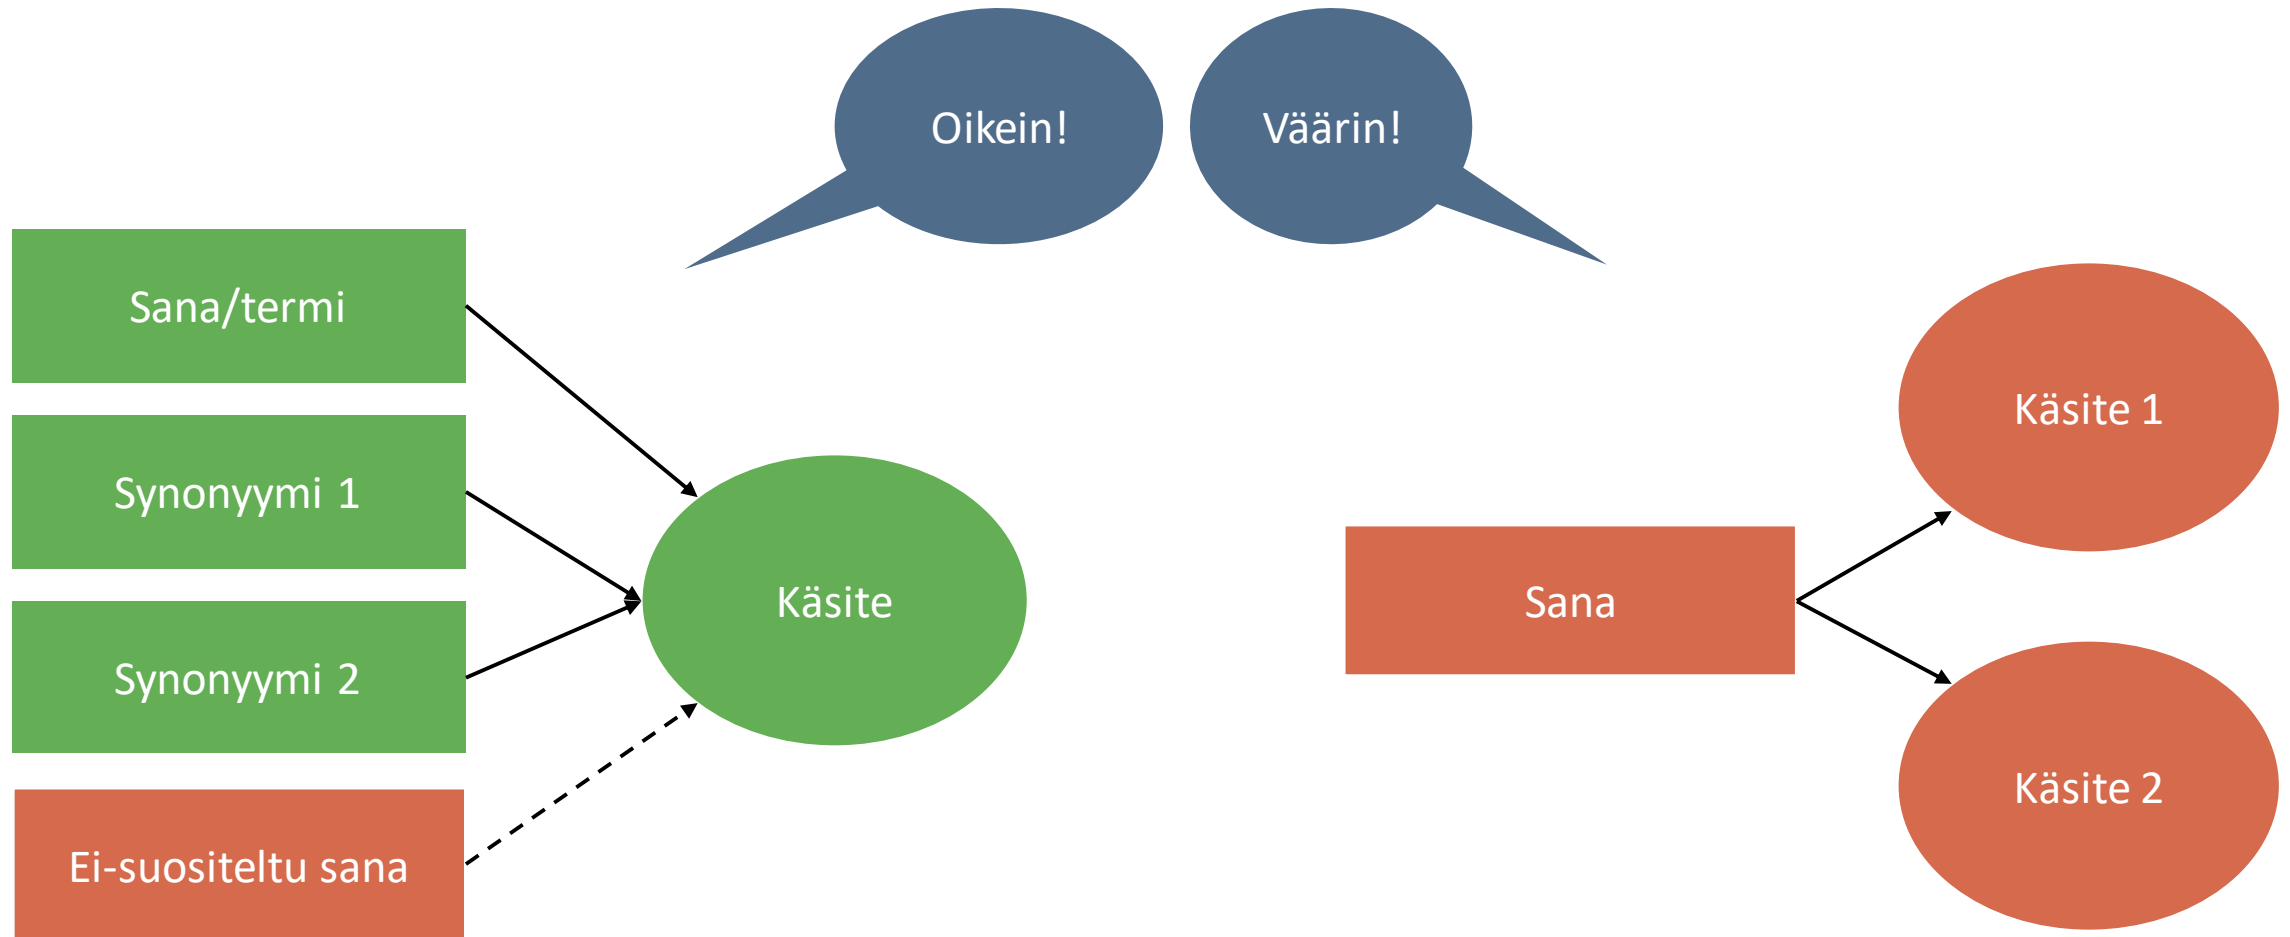 Oikein!
Väärin!
Sana/termi
Synonyymi 1
Synonyymi 2
Ei-suositeltu sana
Käsite
Sana
Käsite 1
Käsite 2